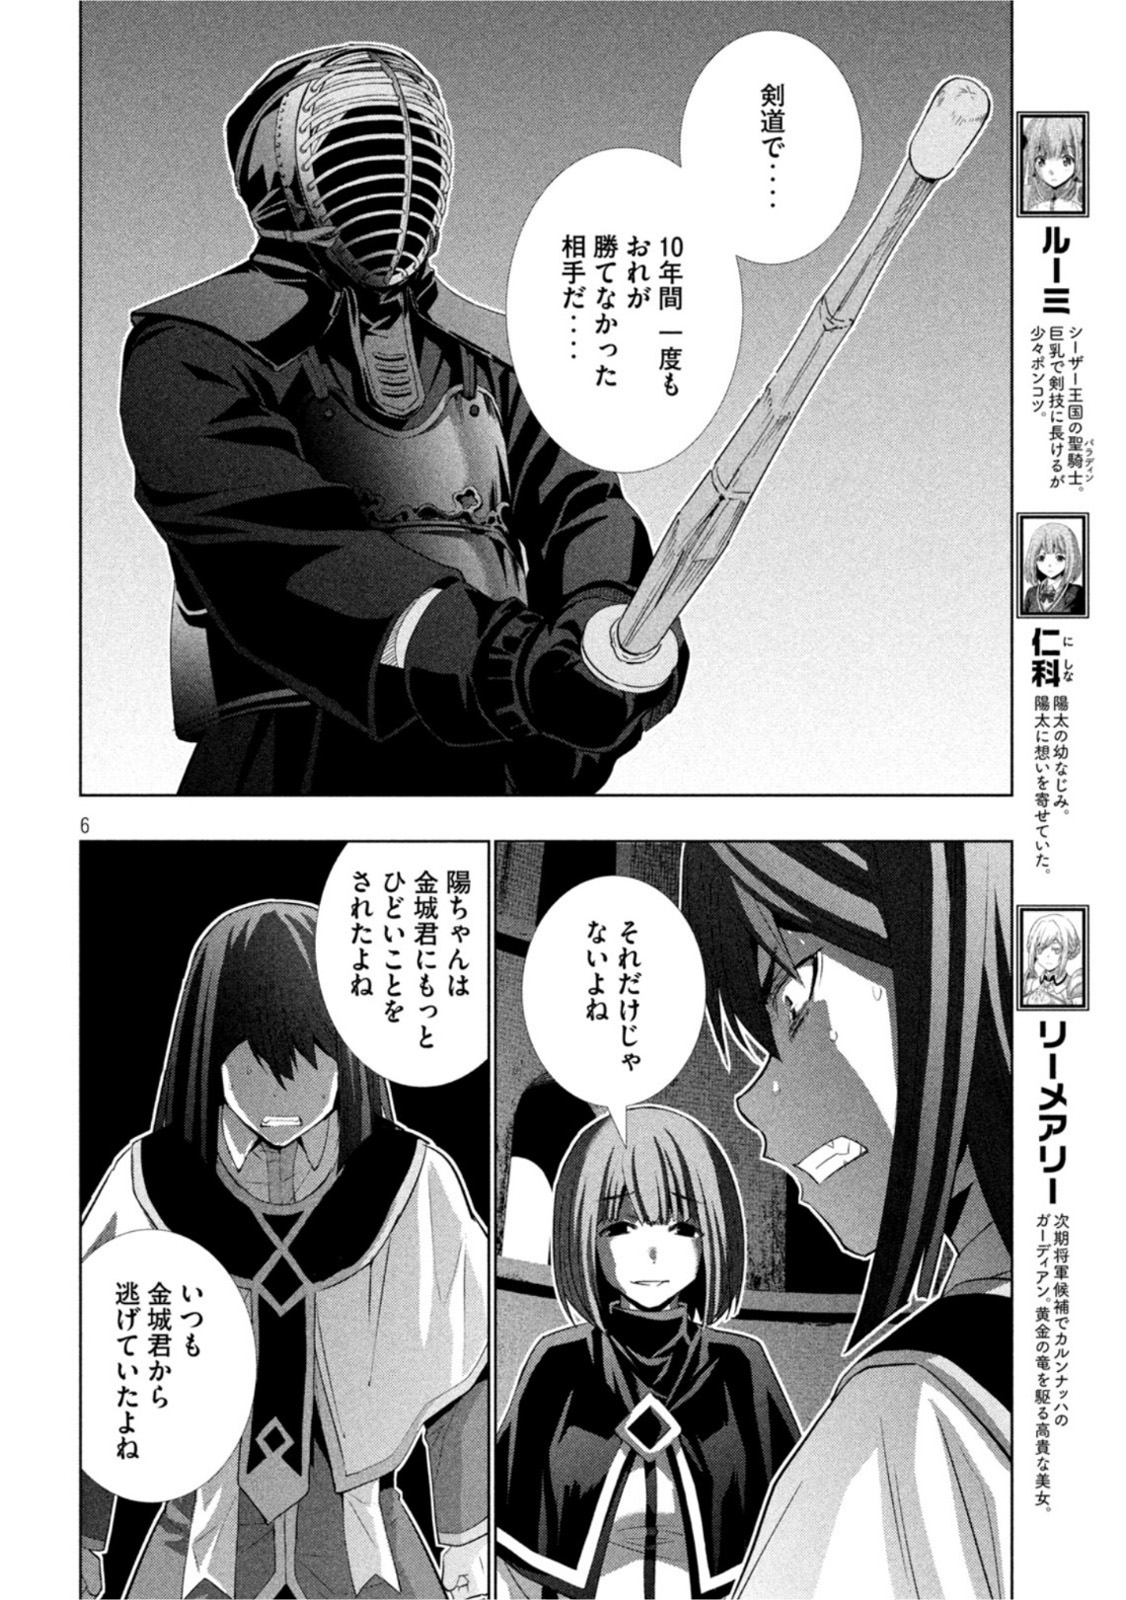 剣道で‥‥
10年間 一度も
おれが
勝てなかった
相手だ‥‥
6
それだけじゃ
ないよね
陽ちゃんは
金城君にもっと
ひどいことを
されたよね
いつも
金城君から
逃げていたよね
ルーミ
シーザー王国の聖騎士。
パラディン
巨乳で剣技に長けるが
少々ポンコツ。
仁科
にしな
陽太の幼なじみ。
陽太に想いを寄せていた。
リーメアリー
次期将軍候補でカルンナッハの
ガーディアン。黄金の竜を駆る高貴な美女。